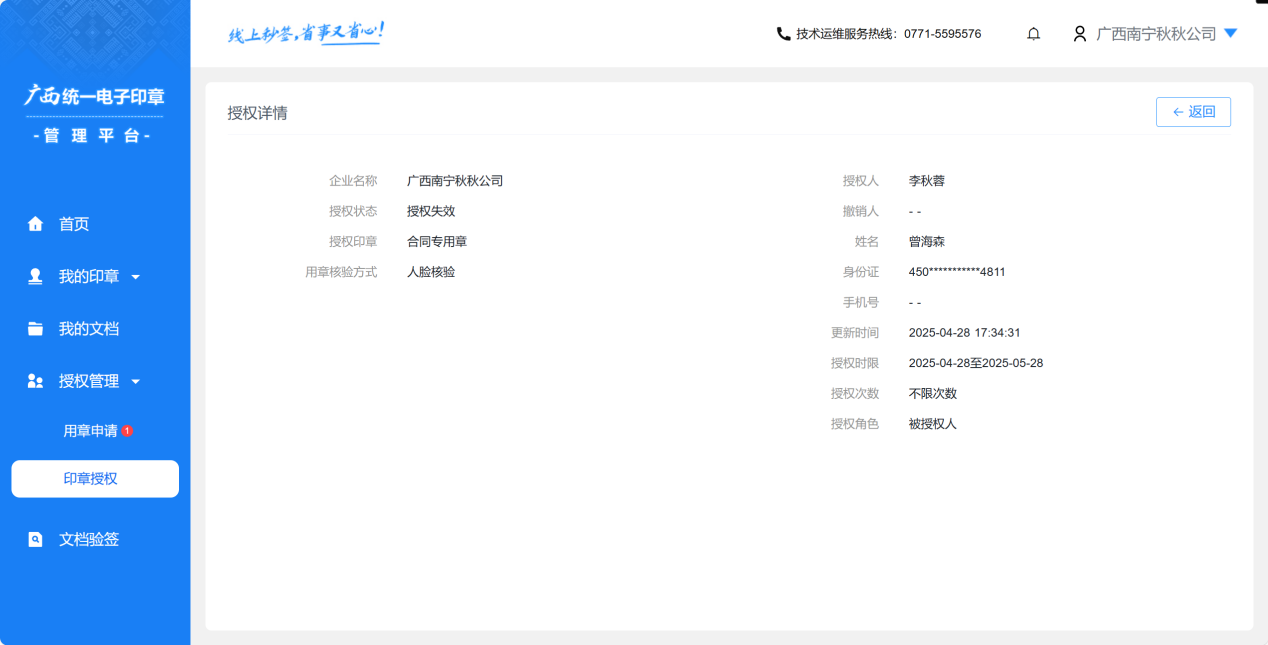 线上秒签,省事又省心!
技术运维服务热线：0771-5595576
广西南宁秋秋公司
广西统一电子印章
-管 理 平 台-
首页
我的印章
我的文档
授权管理
用章申请 1
印章授权
文档验签
授权详情
← 返回
企业名称 广西南宁秋秋公司
授权状态 授权失效
授权印章 合同专用章
用章核验方式 人脸核验
授权人 李秋蓉
撤销人 - -
姓名 曾海森
身份证 450***********4811
手机号 - -
更新时间 2025-04-28 17:34:31
授权时限 2025-04-28至2025-05-28
授权次数 不限次数
授权角色 被授权人